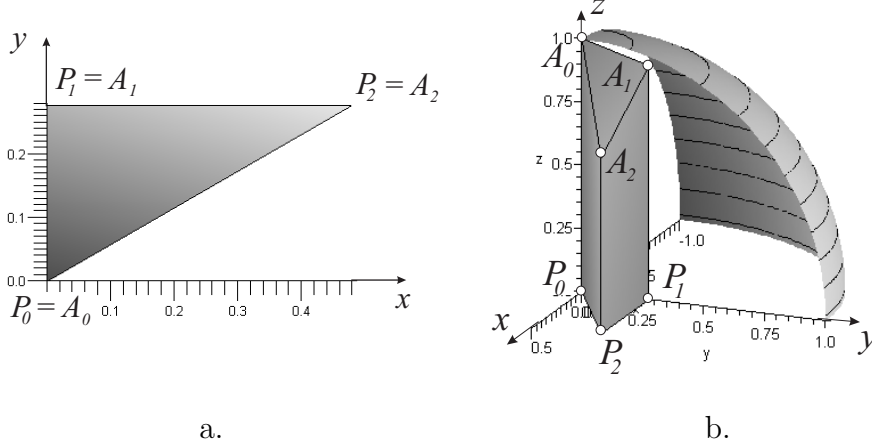 y
P₁ = A₁
P₂ = A₂
0.2
0.1
0.0
P₀ = A₀
0.1
0.2
0.3
0.4
x
a.
z
1.0
A₀
A₁
0.75
z
0.5
A₂
0.25
-1.0
P₀
P₁
x
0.5
0.25
0.5
0.75
1.0
y
P₂
y
b.